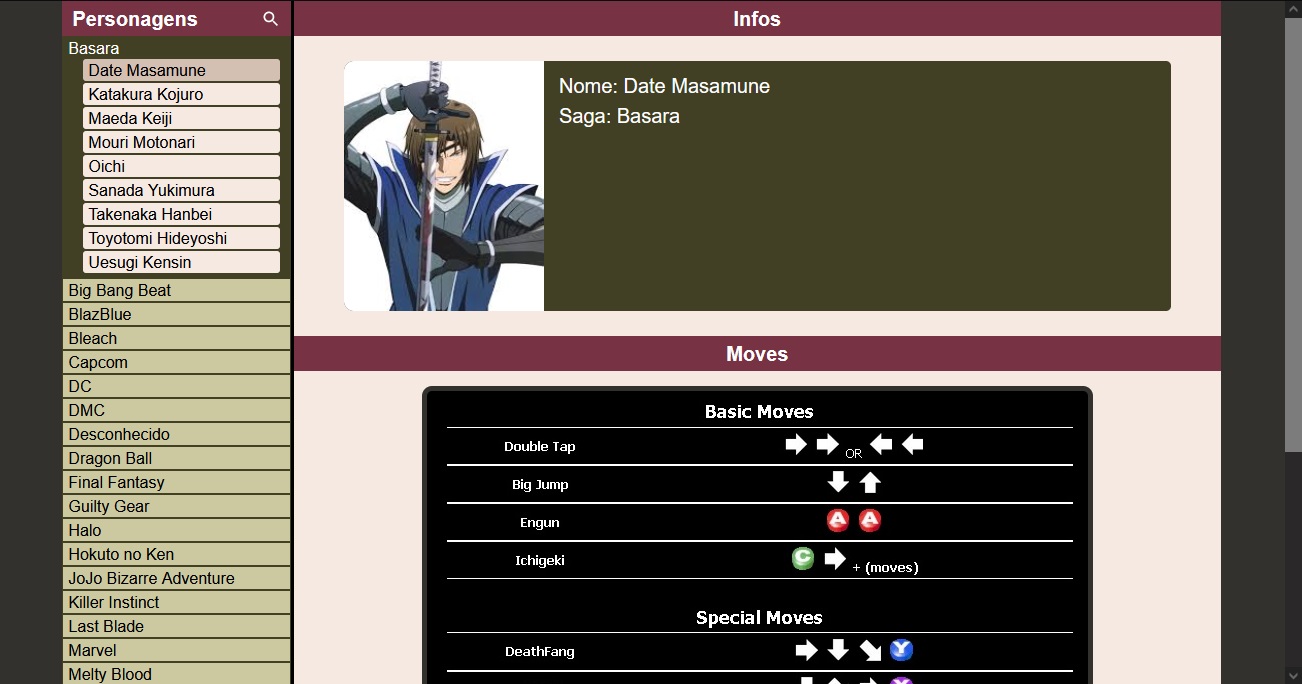 Personagens
Basara
Date Masamune
Katakura Kojuro
Maeda Keiji
Mouri Motonari
Oichi
Sanada Yukimura
Takenaka Hanbei
Toyotomi Hideyoshi
Uesugi Kensin
Big Bang Beat
BlazBlue
Bleach
Capcom
DC
DMC
Desconhecido
Dragon Ball
Final Fantasy
Guilty Gear
Halo
Hokuto no Ken
JoJo Bizarre Adventure
Killer Instinct
Last Blade
Marvel
Melty Blood
Infos
Nome: Date Masamune
Saga: Basara
Moves
Basic Moves
Double Tap OR
Big Jump
Engun A A
Ichigeki C + (moves)
Special Moves
DeathFang Y